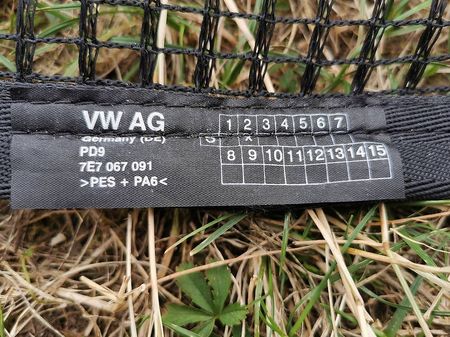 VW AG
Germany (DE)
PD9
7E7 067 091
>PES + PA6<
1 2 3 4 5 6 7
8 9 10 11 12 13 14 15